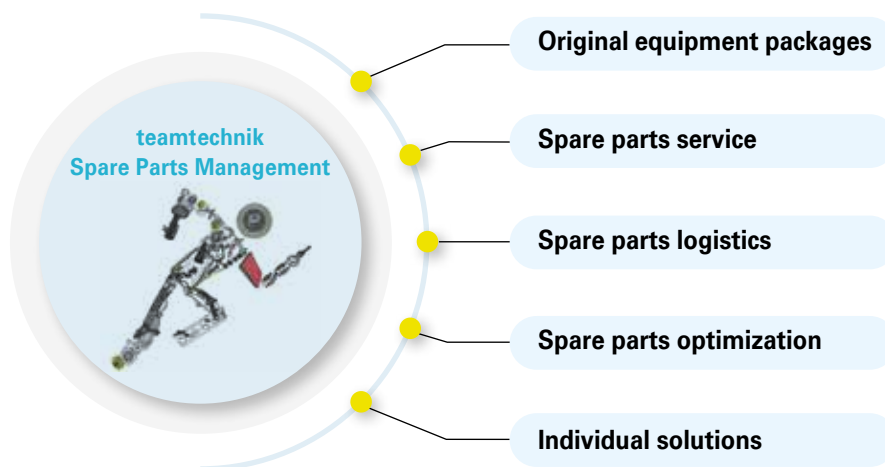 teamtechnik
Spare Parts Management
Original equipment packages
Spare parts service
Spare parts logistics
Spare parts optimization
Individual solutions